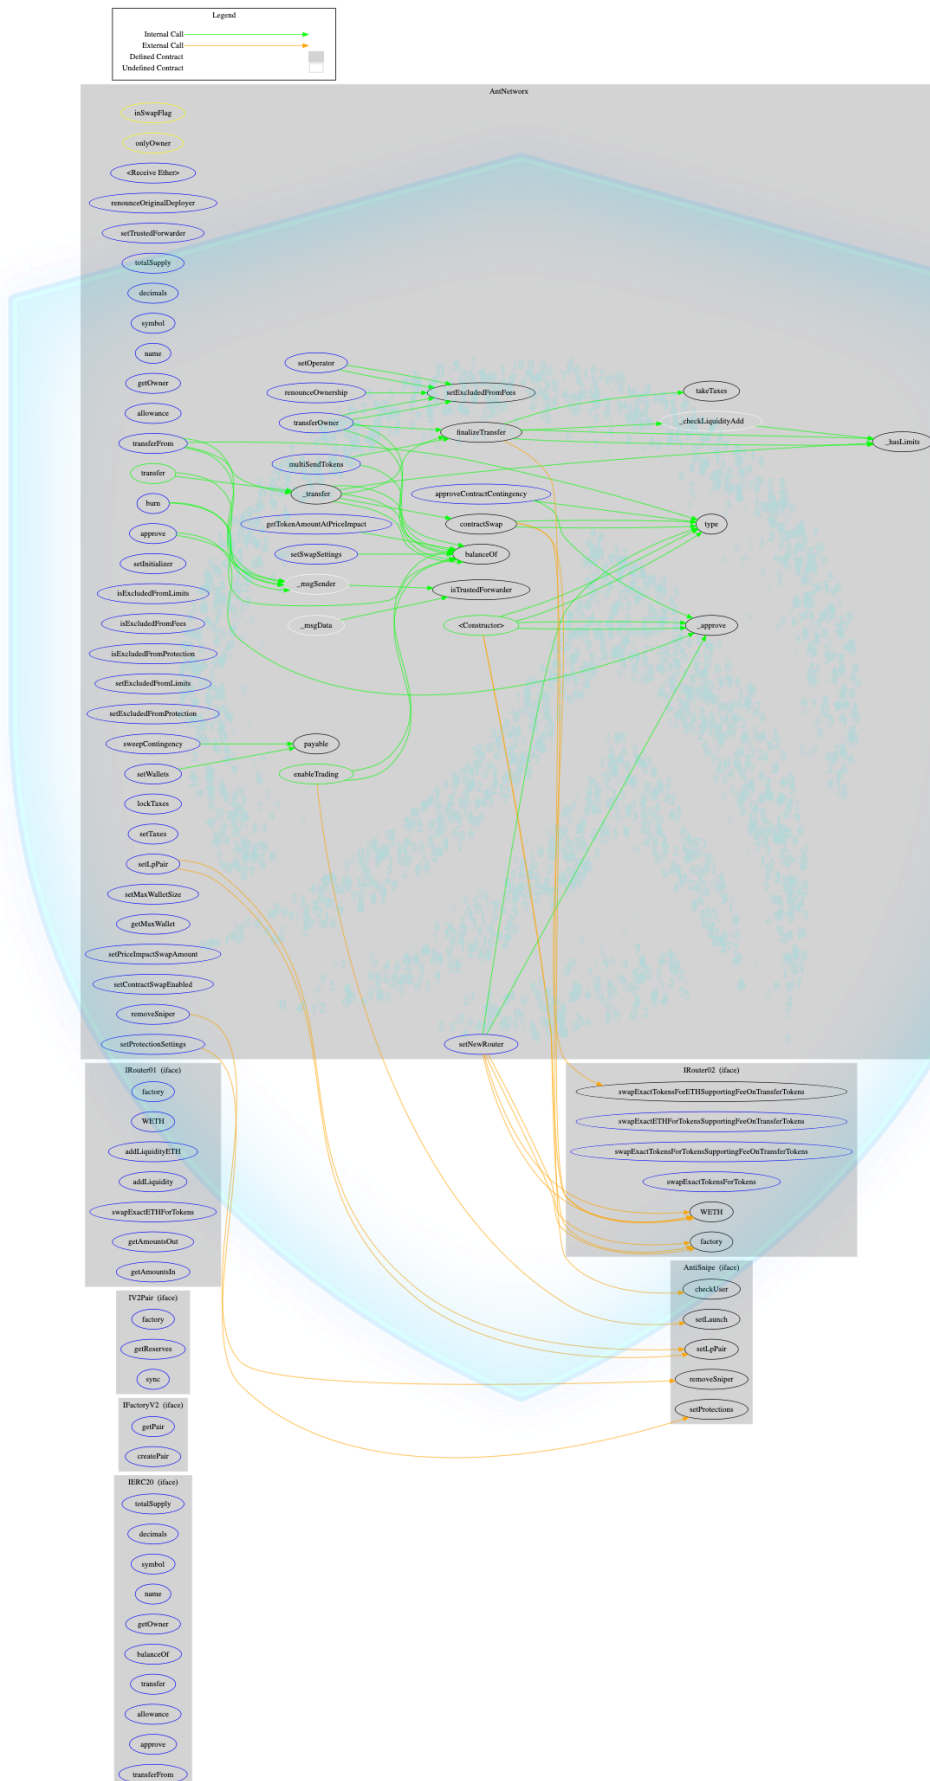 Legend
Internal Call
External Call
Defined Contract
Undefined Contract
AntNetworx
inSwapFlag
onlyOwner
<Receive Ether>
renounceOriginalDeployer
setTrustedForwarder
totalSupply
decimals
symbol
name
getOwner
allowance
transferFrom
transfer
burn
approve
setInitializer
isExcludedFromLimits
isExcludedFromFees
isExcludedFromProtection
setExcludedFromLimits
setExcludedFromProtection
sweepContingency
setWallets
lockTaxes
setTaxes
setLpPair
setMaxWalletSize
getMaxWallet
setPriceImpactSwapAmount
setContractSwapEnabled
removeSniper
setProtectionSettings
setOperator
renounceOwnership
transferOwner
multiSendTokens
_transfer
getTokenAmountAtPriceImpact
setSwapSettings
_msgSender
_msgData
payable
enableTrading
setExcludedFromFees
finalizeTransfer
approveContractContingency
contractSwap
balanceOf
isTrustedForwarder
<Constructor>
setNewRouter
takeTaxes
_checkLiquidityAdd
type
_approve
_hasLimits
IRouter01 (iface)
factory
WETH
addLiquidityETH
addLiquidity
swapExactETHForTokens
getAmountsOut
getAmountsIn
IRouter02 (iface)
swapExactTokensForETHSupportingFeeOnTransferTokens
swapExactETHForTokensSupportingFeeOnTransferTokens
swapExactTokensForTokensSupportingFeeOnTransferTokens
swapExactTokensForTokens
WETH
factory
AntiSnipe (iface)
checkUser
setLaunch
setLpPair
removeSniper
setProtections
IV2Pair (iface)
factory
getReserves
sync
IFactoryV2 (iface)
getPair
createPair
IERC20 (iface)
totalSupply
decimals
symbol
name
getOwner
balanceOf
transfer
allowance
approve
transferFrom